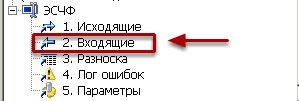 ЭСЧФ
1. Исходящие
2. Входящие
3. Разноска
4. Лог ошибок
5. Параметры